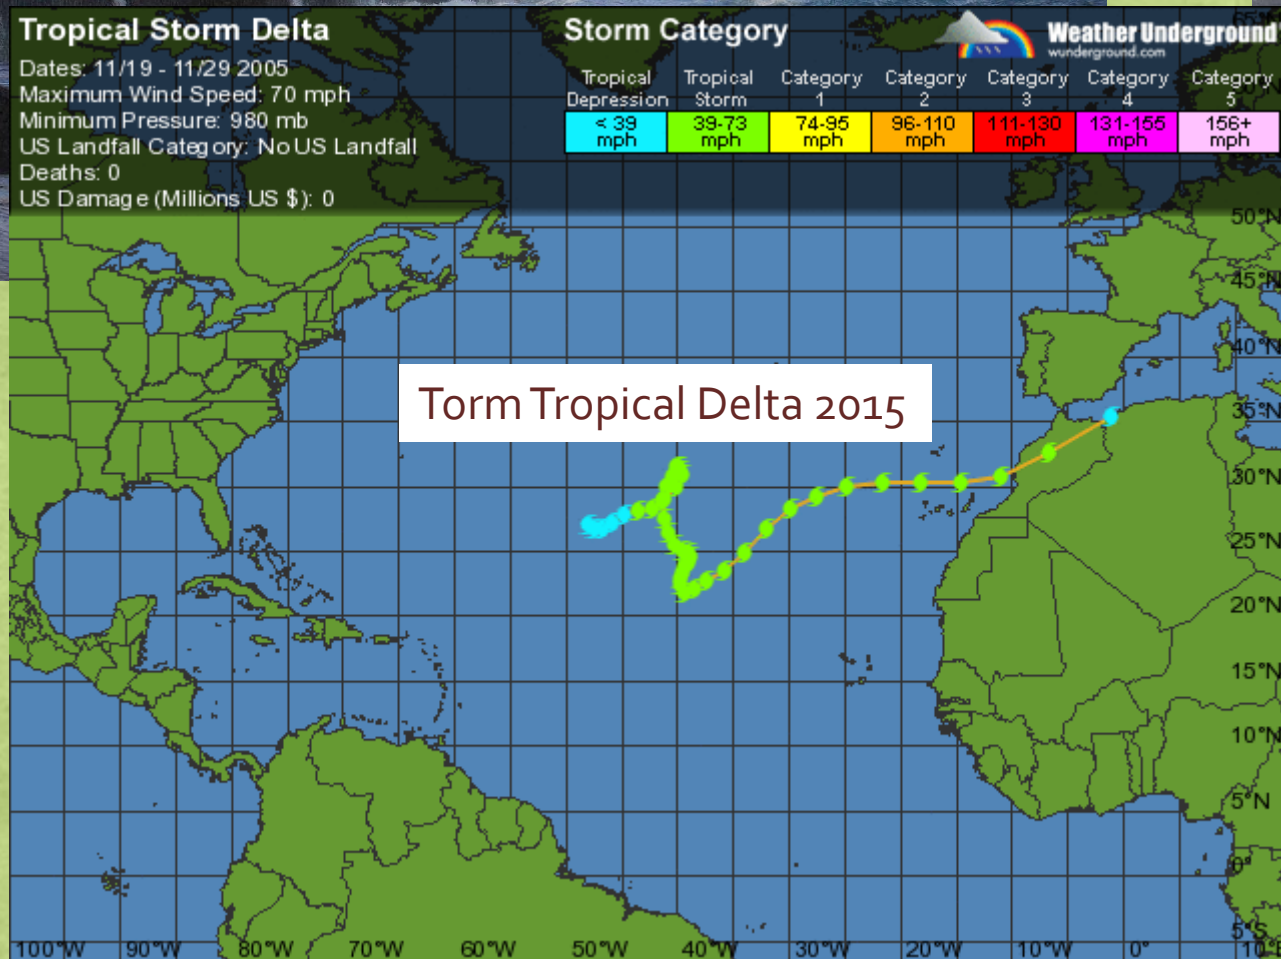 Tropical Storm Delta
Dates: 11/19 - 11/29 2005
Maximum Wind Speed: 70 mph
Minimum Pressure: 980 mb
US Landfall Category: No US Landfall
Deaths: 0
US Damage (Millions US $): 0
Storm Category
Weather Underground
wunderground.com
Tropical Depression
Tropical Storm
Category 1
Category 2
Category 3
Category 4
Category 5
< 39 mph
39-73 mph
74-95 mph
96-110 mph
111-130 mph
131-155 mph
156+ mph
65°N
50°N
45°N
40°N
Torm Tropical Delta 2015
35°N
30°N
25°N
20°N
15°N
10°N
5°N
0°
5°S
100°W 90°W 80°W 70°W 60°W 50°W 40°W 30°W 20°W 10°W 0° 10°E